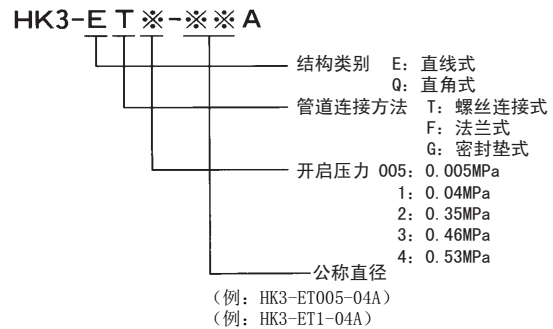 HK3-ET※-※※A
结构类别 E：直线式
Q：直角式
管道连接方法 T：螺丝连接式
F：法兰式
G：密封垫式
开启压力 005：0.005MPa
1：0.04MPa
2：0.35MPa
3：0.46MPa
4：0.53MPa
公称直径
（例：HK3-ET005-04A）
（例：HK3-ET1-04A）